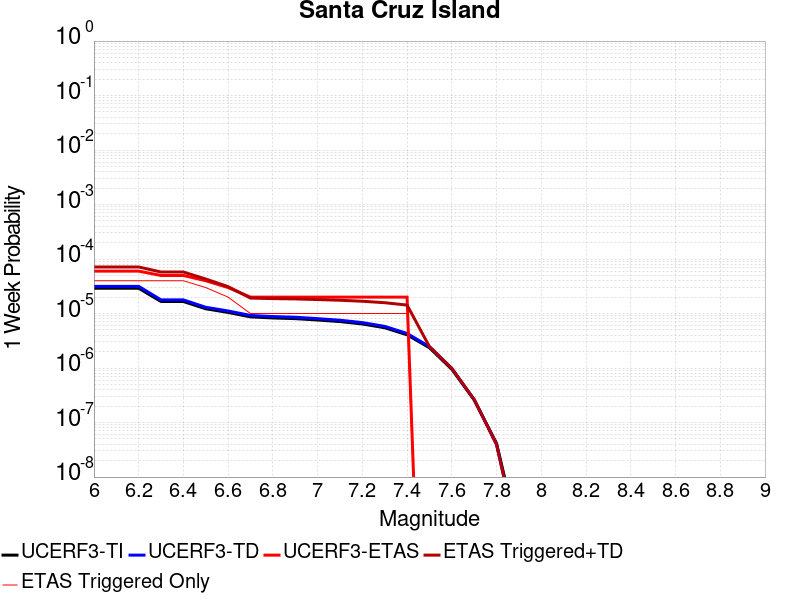 Santa Cruz Island
1 Week Probability
10^0
10^-1
10^-2
10^-3
10^-4
10^-5
10^-6
10^-7
10^-8
6 6.2 6.4 6.6 6.8 7 7.2 7.4 7.6 7.8 8 8.2 8.4 8.6 8.8 9
Magnitude
UCERF3-TI UCERF3-TD UCERF3-ETAS ETAS Triggered+TD
ETAS Triggered Only